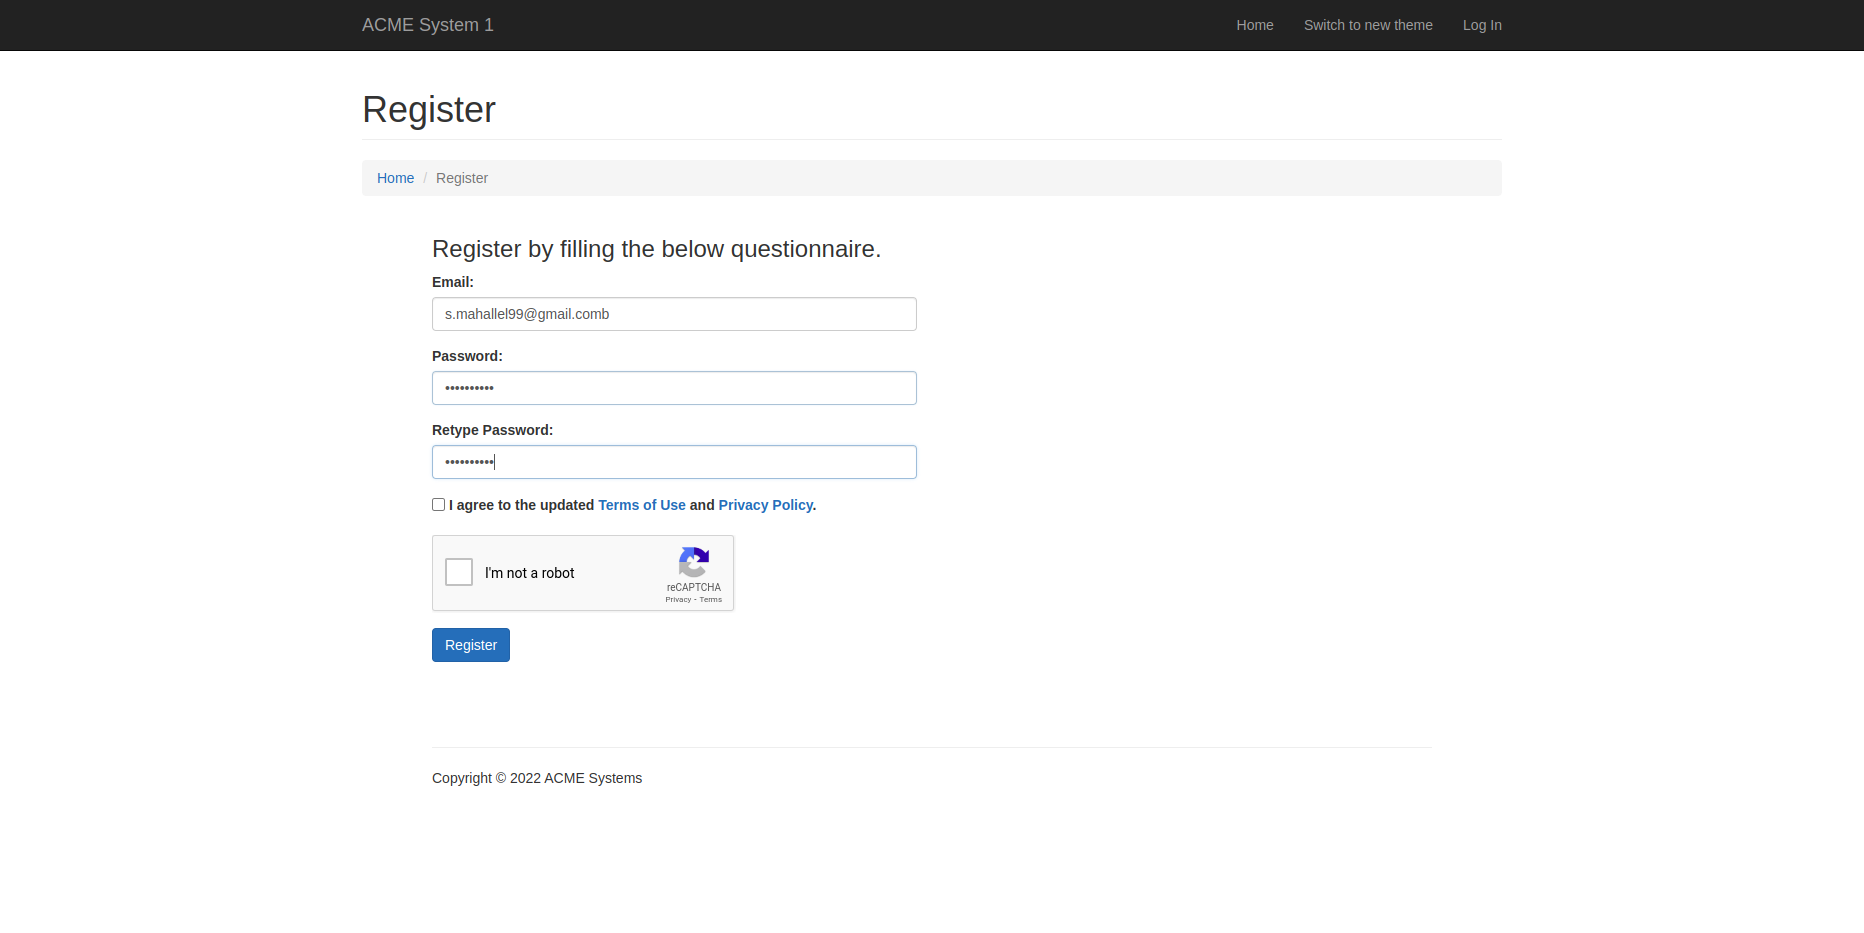 ACME System 1
Home Switch to new theme Log In
Register
Home / Register
Register by filling the below questionnaire.
Email:
s.mahallel99@gmail.comb
Password:
••••••••••
Retype Password:
••••••••••
I agree to the updated Terms of Use and Privacy Policy.
I'm not a robot
reCAPTCHA
Privacy - Terms
Register
Copyright © 2022 ACME Systems